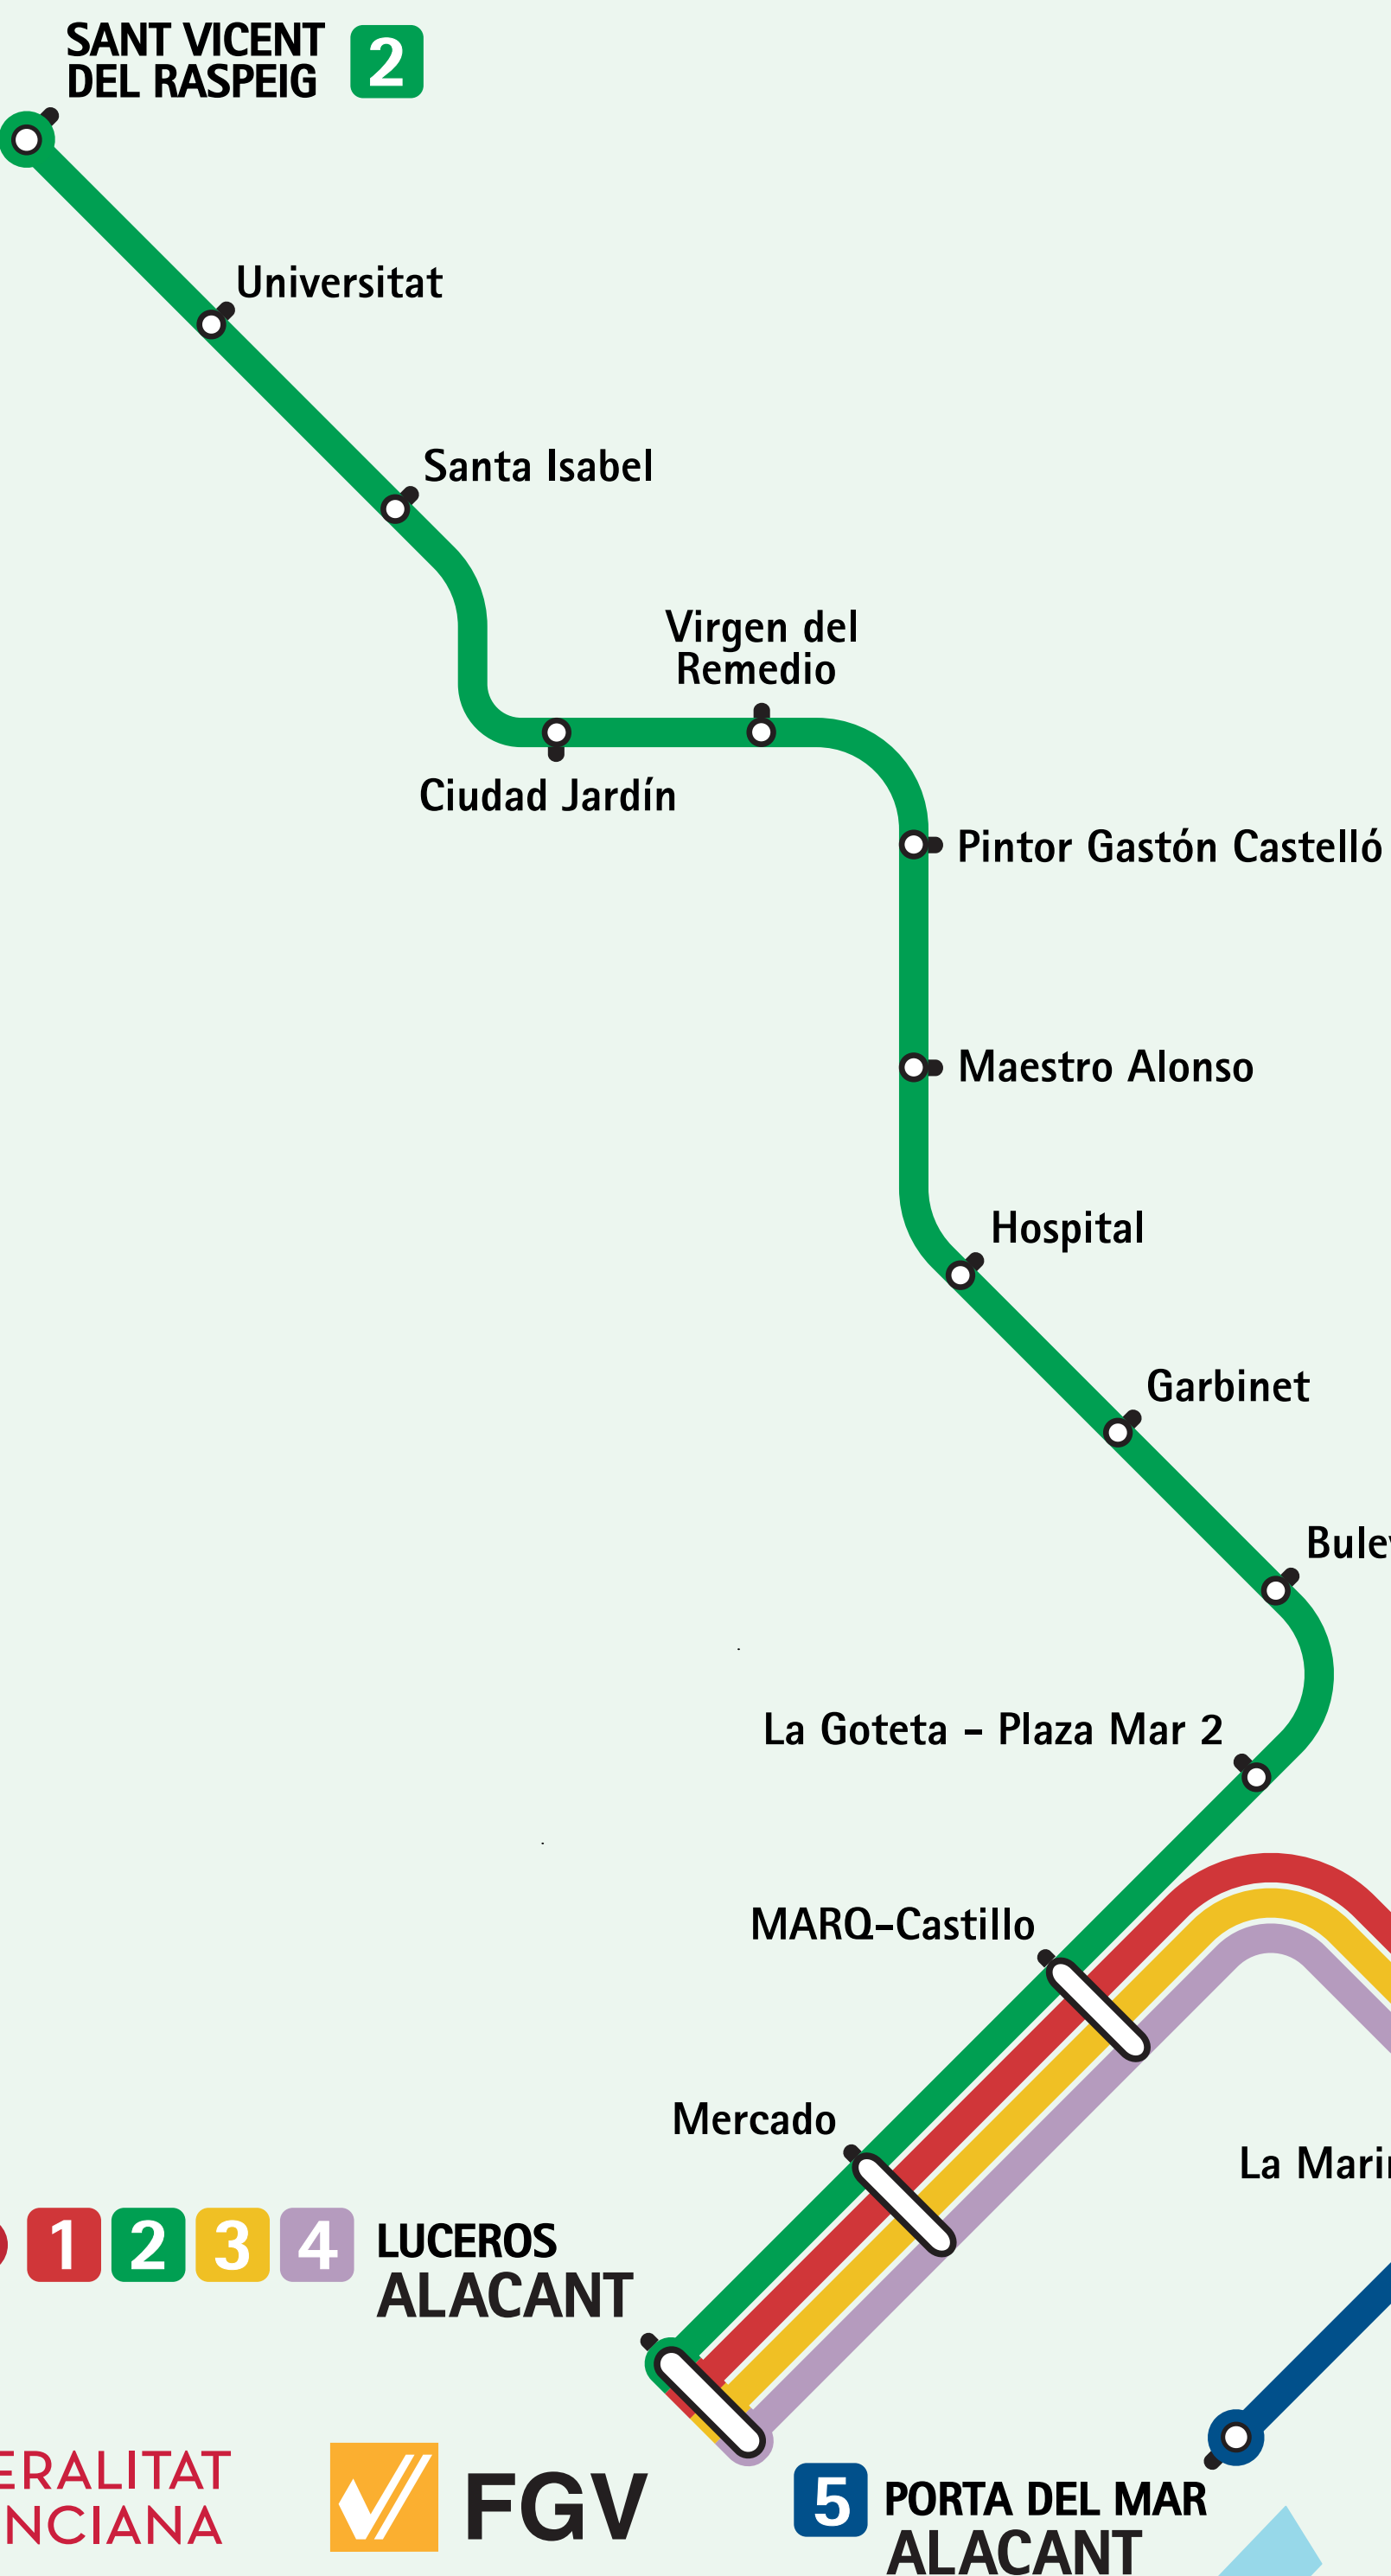 SANT VICENT
DEL RASPEIG
2
Universitat
Santa Isabel
Virgen del
Remedio
Ciudad Jardín
Pintor Gastón Castelló
Maestro Alonso
Hospital
Garbinet
La Goteta - Plaza Mar 2
MARQ-Castillo
Mercado
1 2 3 4
LUCEROS
ALACANT
FGV
5
PORTA DEL MAR
ALACANT